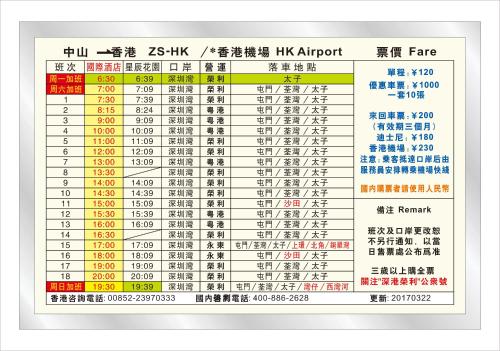 中山 → 香港 ZS-HK /*香港機場 HK Airport 票價 Fare
班次 國際酒店 星辰花園 口岸 營運 落車地點
周一加班 6:30 6:39 深圳灣 榮利 太子
周六加班 7:00 7:09 深圳灣 榮利 屯門/荃灣/太子
1 7:30 7:39 深圳灣 榮利 屯門/荃灣/太子
2 8:15 8:24 深圳灣 粵港 屯門/荃灣/太子
3 9:00 9:09 深圳灣 粵港 屯門/荃灣/太子
4 10:00 10:09 深圳灣 粵港 屯門/荃灣/太子
5 11:00 11:09 深圳灣 榮利 屯門/荃灣/太子
6 12:00 12:09 深圳灣 粵港 屯門/荃灣/太子
7 13:00 13:09 深圳灣 粵港 屯門/荃灣/太子
8 13:30 深圳灣 榮利 屯門/荃灣/太子
9 14:00 14:09 深圳灣 榮利 屯門/荃灣/太子
10 14:30 14:39 深圳灣 榮利 屯門/荃灣/太子
11 15:00 15:09 深圳灣 榮利 屯門/沙田/太子
12 15:30 15:39 深圳灣 粵港 屯門/荃灣/太子
13 16:00 16:09 深圳灣 粵港 屯門/荃灣/太子
14 16:30 深圳灣 榮利 屯門/荃灣/太子
15 17:00 17:09 深圳灣 永東 屯門/荃灣/太子/上環/北角/銅鑼灣
16 18:00 18:09 深圳灣 永東 屯門/沙田/太子
17 19:00 19:09 深圳灣 榮利 屯門/荃灣/太子
18 20:00 20:09 深圳灣 榮利 屯門/荃灣/太子
周日加班 19:30 19:39 深圳灣 榮利 屯門/荃灣/太子/灣仔/西灣河
單程:¥120
優惠車票:¥1000
一套10張
來回車票:¥200
(有效期三個月)
迪士尼:¥180
香港機場:¥230
注意:乘客抵達口岸后由
服務員安排轉乘機場快綫
國内購票者請使用人民幣
備注 Remark
班次及口岸更改恕
不另行通知.以當
日售票處公布爲准
三歲以上購全票
關注"深港榮利"公衆號
香港咨詢電話:00852-23970333 國内 電話:400-886-2628 更新:20170322